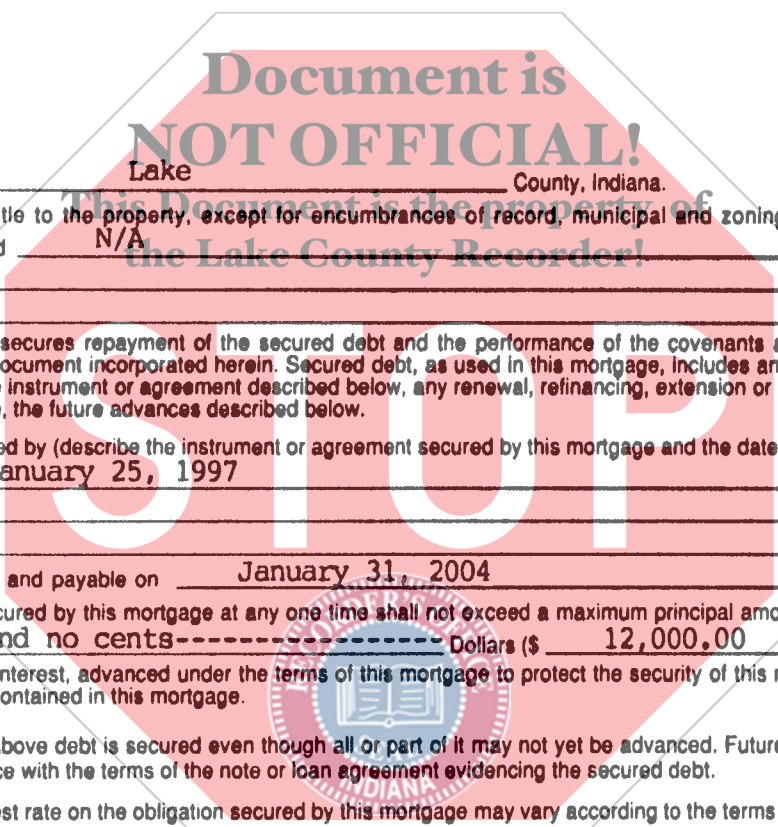 Document is
NOT OFFICIAL!
Lake County, Indiana.
This Document is the property of
tle to the property, except for encumbrances of record, municipal and zoning
N/A
the Lake County Recorder!
secures repayment of the secured debt and the performance of the covenants
ocument incorporated herein. Secured debt, as used in this mortgage, includes
instrument or agreement described below, any renewal, refinancing, extension or
, the future advances described below.
ed by (describe the instrument or agreement secured by this mortgage and the date
anuary 25, 1997
STOP
and payable on January 31, 2004
cured by this mortgage at any one time shall not exceed a maximum principal amo
nd no cents------------------ Dollars ($ 12,000.00
nterest, advanced under the terms of this mortgage to protect the security of this
ontained in this mortgage.
bove debt is secured even though all or part of it may not yet be advanced. Future
ce with the terms of the note or loan agreement evidencing the secured debt.
INDIANA
est rate on the obligation secured by this mortgage may vary according to the terms